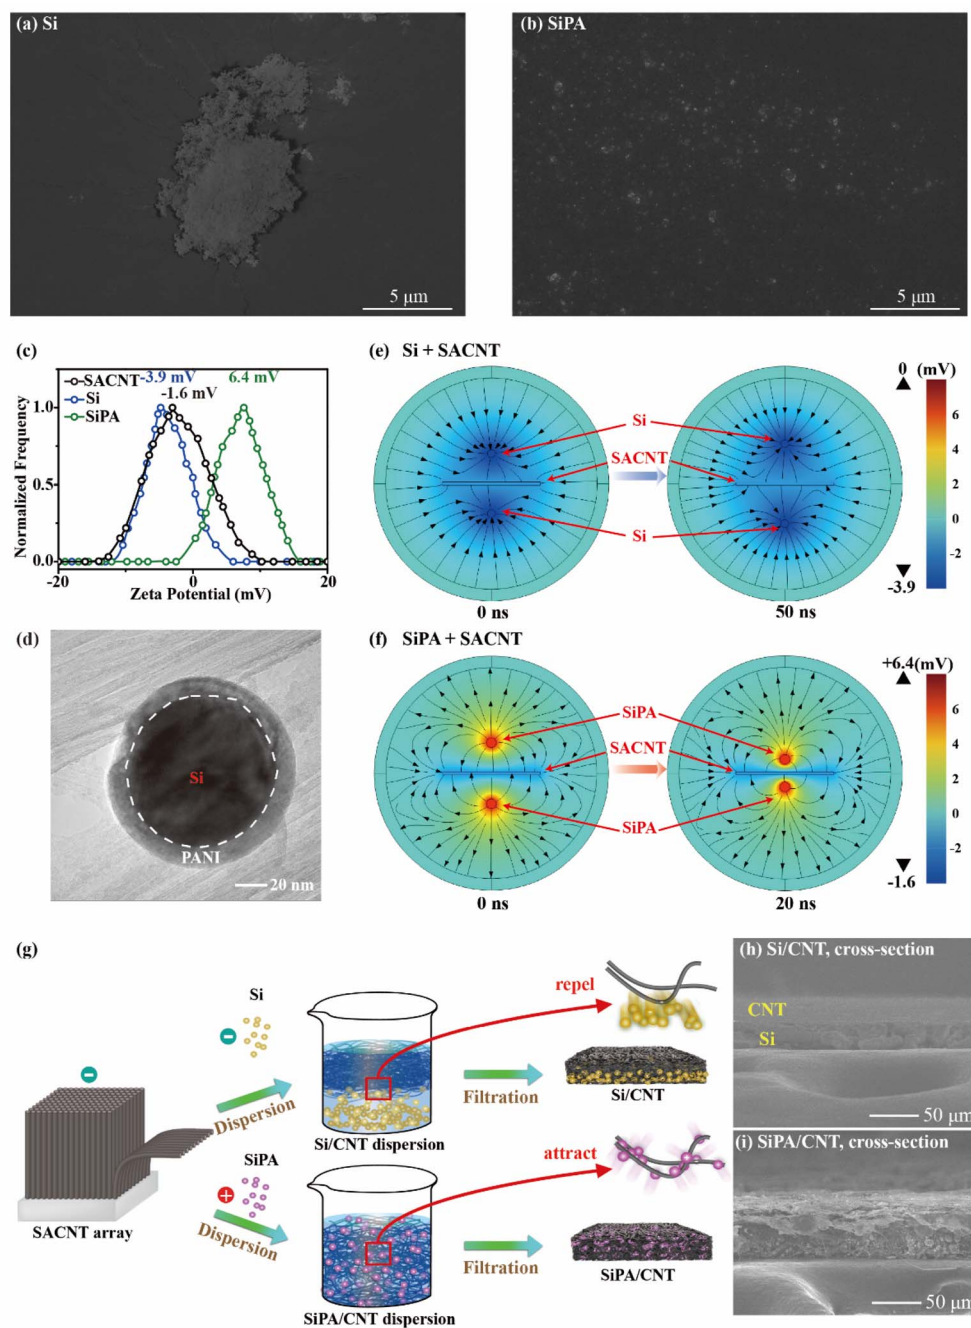 (a) Si
5 μm
(b) SiPA
5 μm
(c)
SACNT
Si
SiPA
-3.9 mV
-1.6 mV
6.4 mV
Normalized Frequency
1.0
0.5
0.0
-20
0
20
Zeta Potential (mV)
(d)
Si
PANI
20 nm
(e) Si + SACNT
Si
SACNT
Si
0 ns
50 ns
0 (mV)
6
4
2
0
-2
-3.9
(f) SiPA + SACNT
SiPA
SACNT
SiPA
0 ns
20 ns
+6.4(mV)
6
4
2
0
-2
-1.6
(g)
Si
Dispersion
SACNT array
SiPA
Dispersion
Si/CNT dispersion
SiPA/CNT dispersion
repel
Filtration
Si/CNT
attract
Filtration
SiPA/CNT
(h) Si/CNT, cross-section
CNT
Si
50 μm
(i) SiPA/CNT, cross-section
50 μm